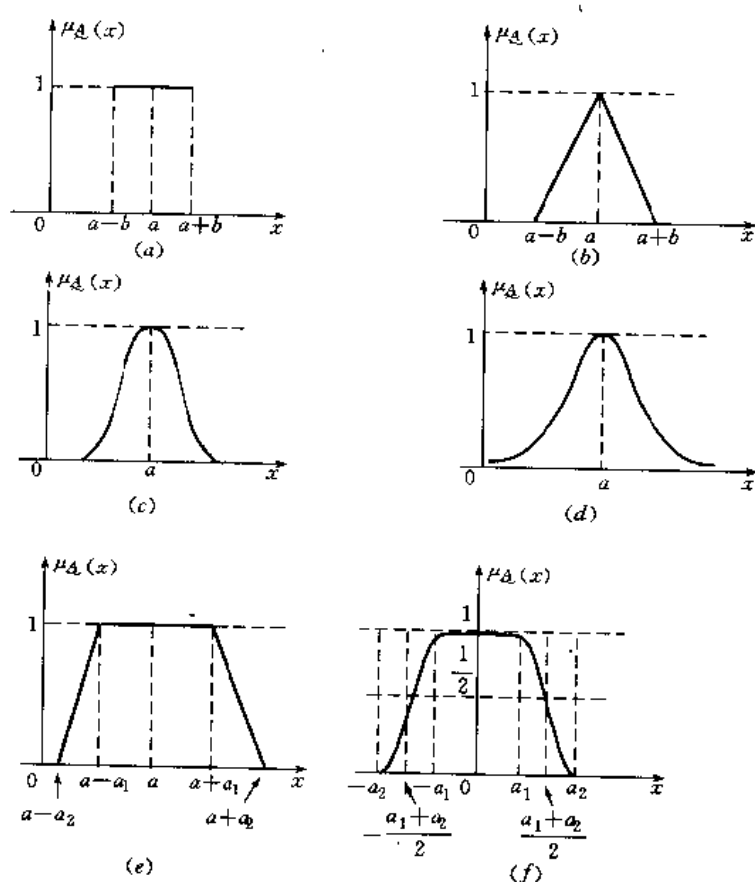 μA̰(x)
1
0 a−b a a+b x
(a)
μA̰(x)
1
0 a−b a a+b x
(b)
μA̰(x)
1
0 a x
(c)
μA̰(x)
1
0 a x
(d)
μA̰(x)
1
0 a−a₁ a a+a₁ x
a−a₂ a+a₂
(e)
μA̰(x)
1
1/2
−a₂ −a₁ 0 a₁ a₂ x
−(a₁+a₂)/2 (a₁+a₂)/2
(f)